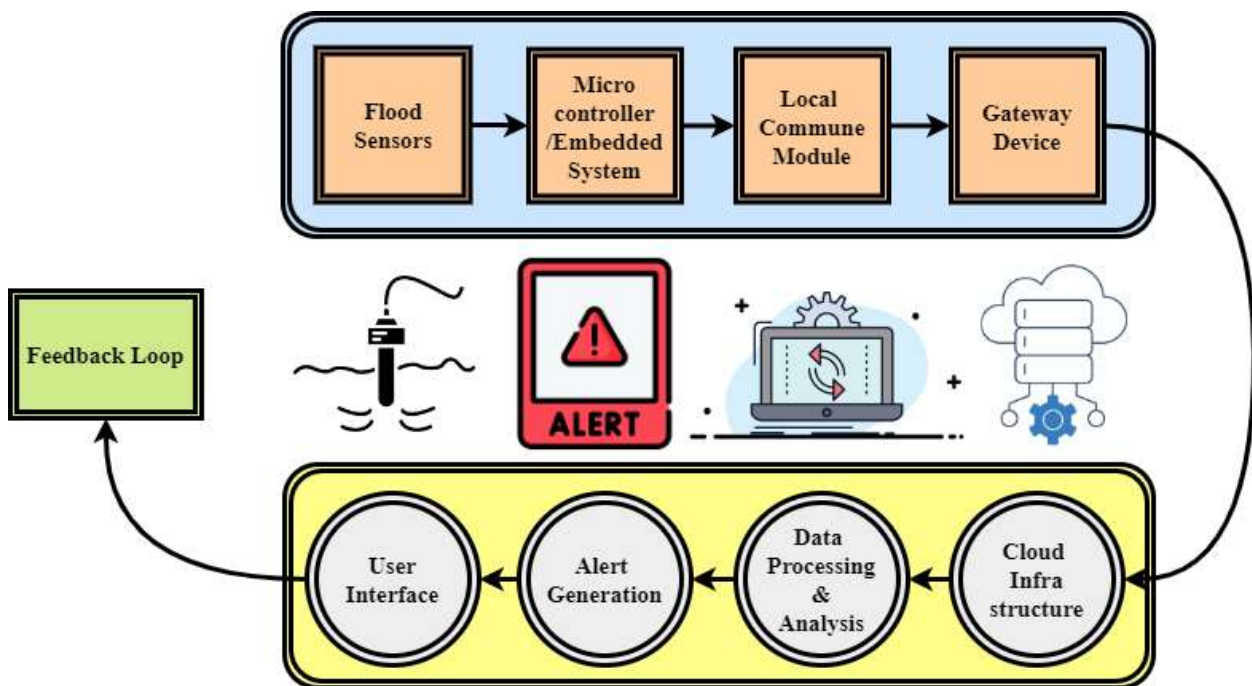 Flood
Sensors
Micro
controller
/Embedded
System
Local
Commune
Module
Gateway
Device
Feedback Loop
ALERT
User
Interface
Alert
Generation
Data
Processing
&
Analysis
Cloud
Infra
structure